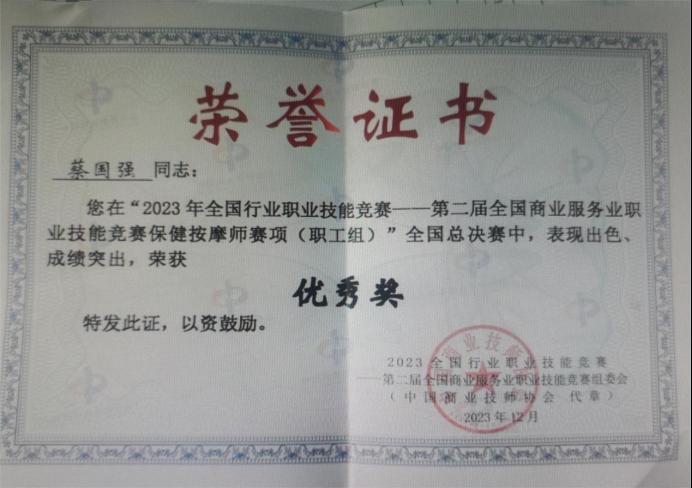 荣誉证书
蔡国强 同志：
您在“2023年全国行业职业技能竞赛——第二届全国商业服务业职
业技能竞赛保健按摩师赛项（职工组）”全国总决赛中，表现出色、
成绩突出，荣获
优秀奖
特发此证，以资鼓励。
2023全国行业职业技能竞赛
——第二届全国商业服务业职业技能竞赛组委会
（中国商业技师协会 代章）
2023年12月